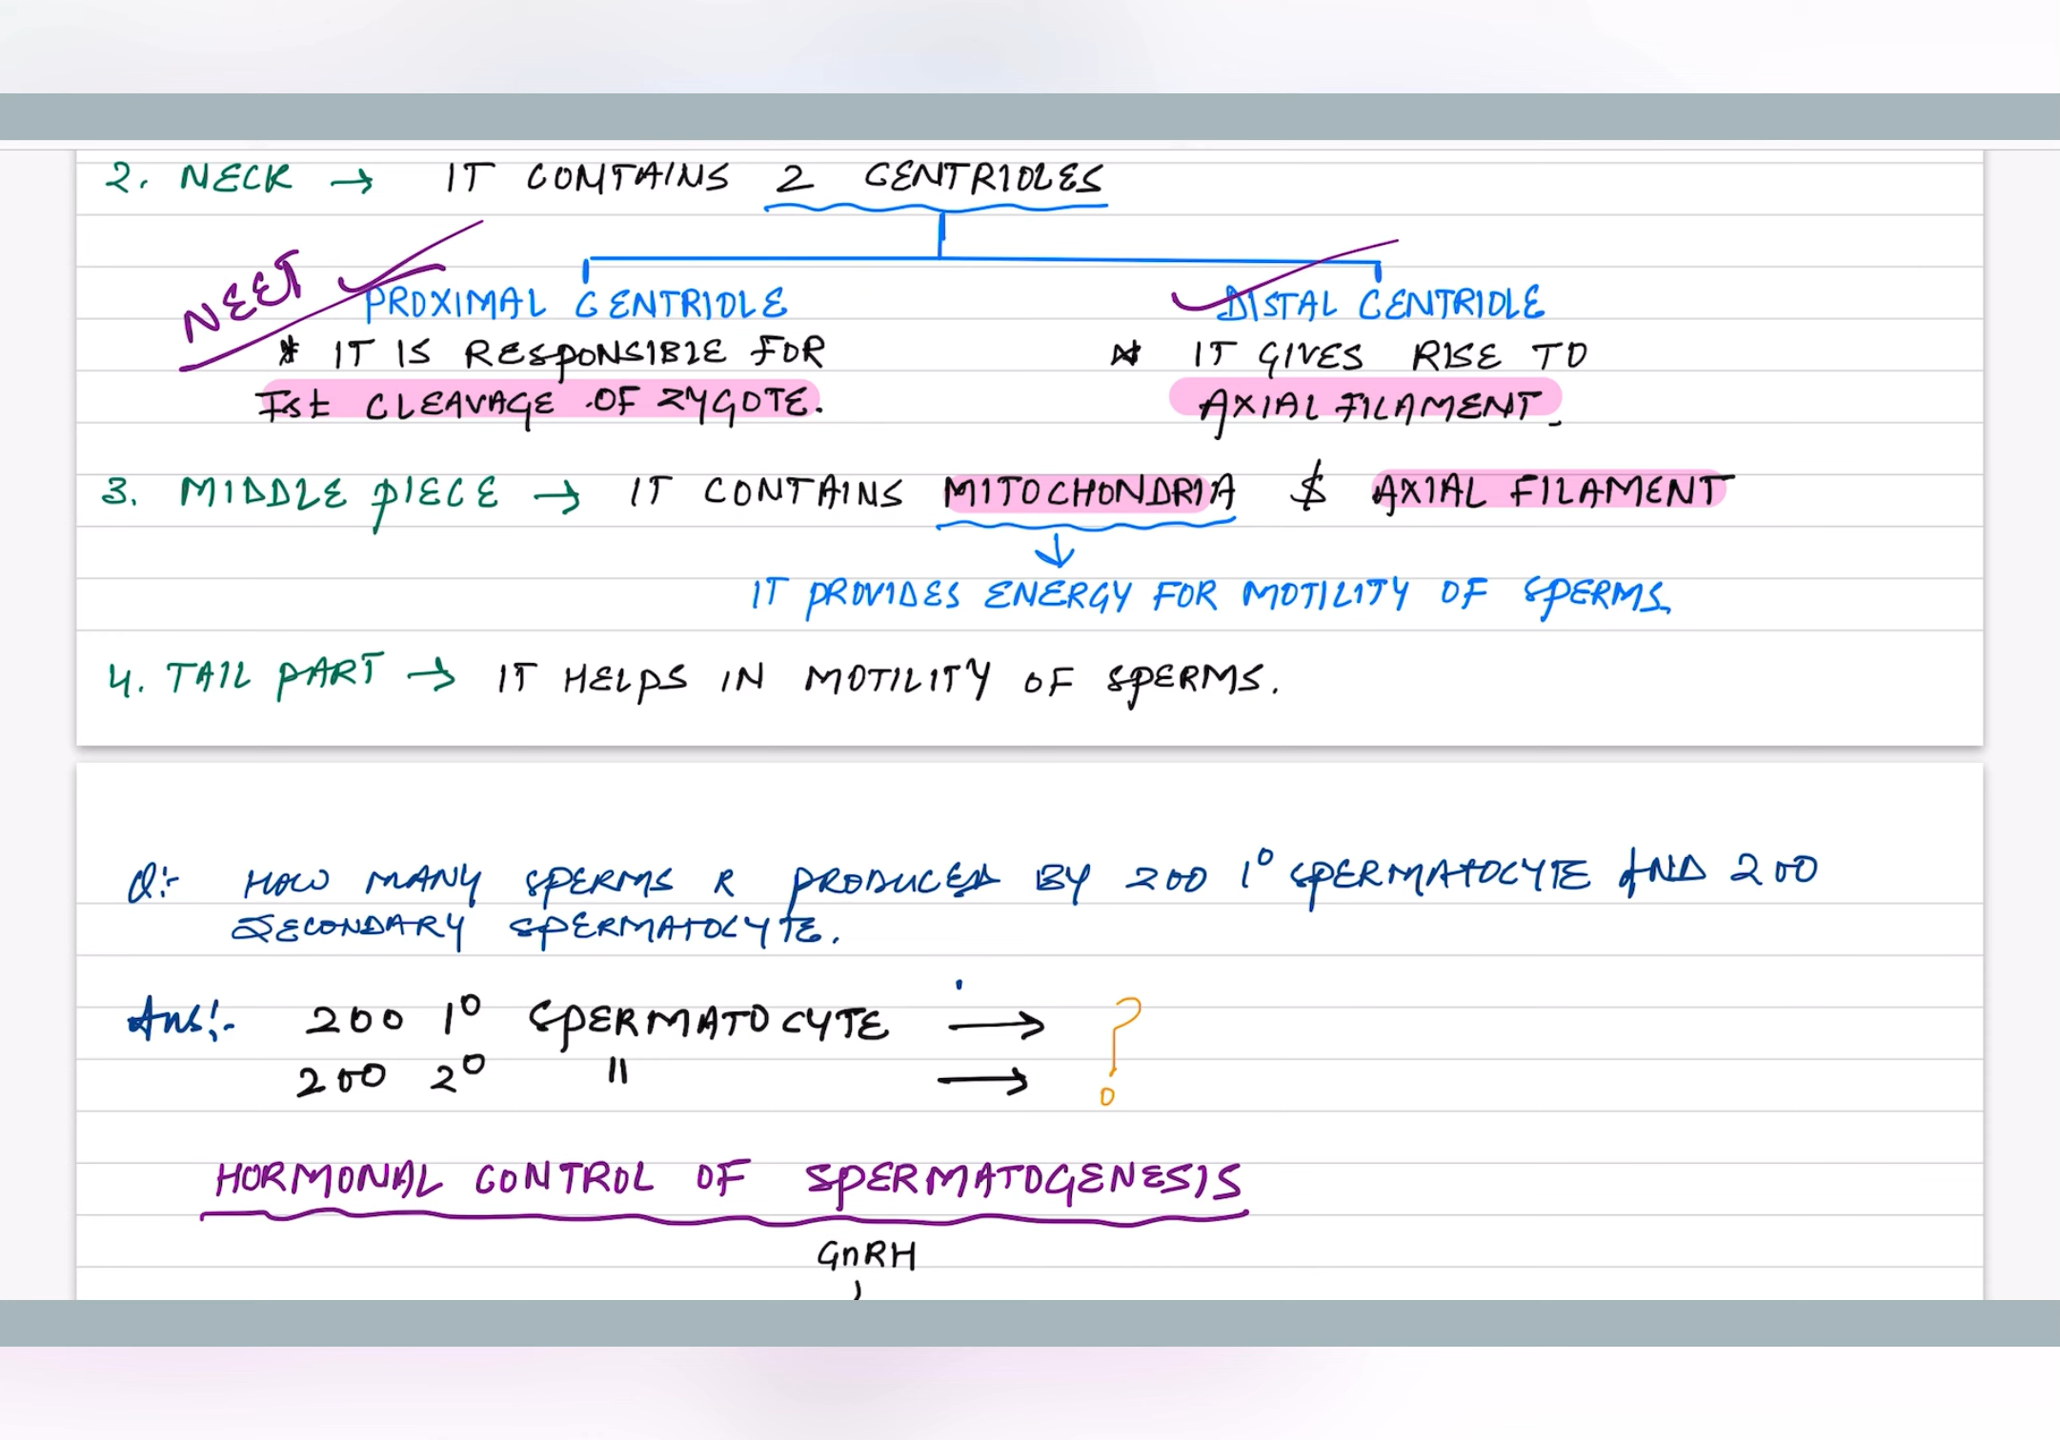 2. NECK → IT CONTAINS 2 CENTRIOLES
NEET
PROXIMAL CENTRIOLE
DISTAL CENTRIOLE
* IT IS RESPONSIBLE FOR
Ist CLEAVAGE OF ZYGOTE.
* IT GIVES RISE TO
AXIAL FILAMENT.
3. MIDDLE PIECE → IT CONTAINS MITOCHONDRIA $ AXIAL FILAMENT
↓
IT PROVIDES ENERGY FOR MOTILITY OF SPERMS.
4. TAIL PART → IT HELPS IN MOTILITY OF SPERMS.
Q:- HOW MANY SPERMS R PRODUCED BY 200 1° SPERMATOCYTE AND 200
SECONDARY SPERMATOCYTE.
Ans:- 200 1° SPERMATOCYTE → ?
200 2° " →
HORMONAL CONTROL OF SPERMATOGENESIS
GnRH